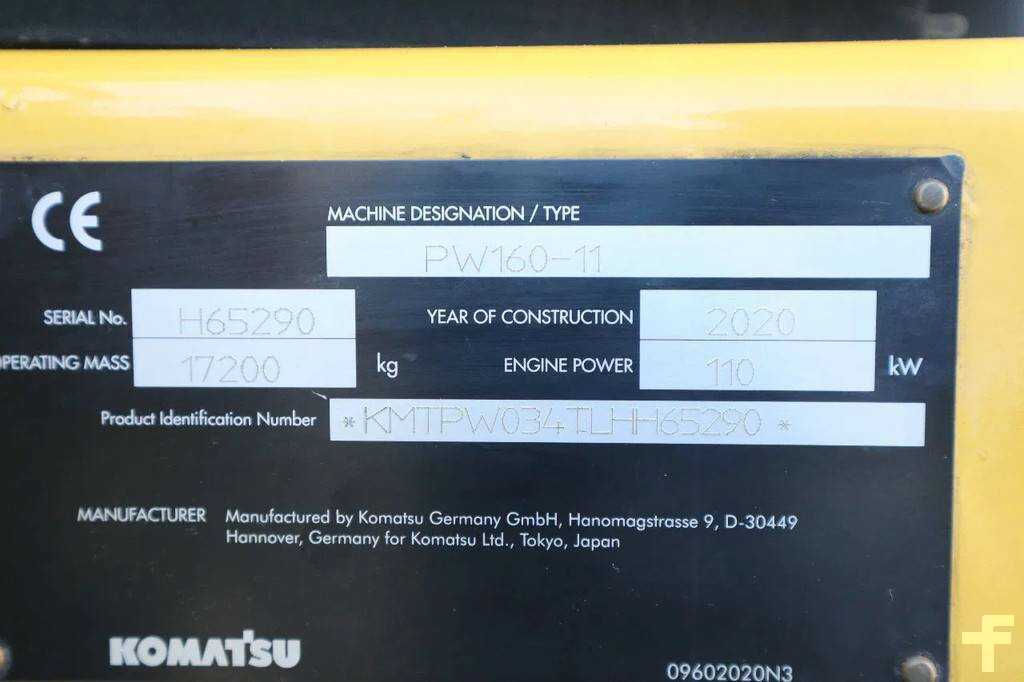 CE
MACHINE DESIGNATION / TYPE
PW160-11
SERIAL No. H65290 YEAR OF CONSTRUCTION 2020
OPERATING MASS 17200 kg ENGINE POWER 110 kW
Product Identification Number *KMTPW034TLHH65290*
MANUFACTURER Manufactured by Komatsu Germany GmbH, Hanomagstrasse 9, D-30449
Hannover, Germany for Komatsu Ltd., Tokyo, Japan
KOMATSU
09602020N3